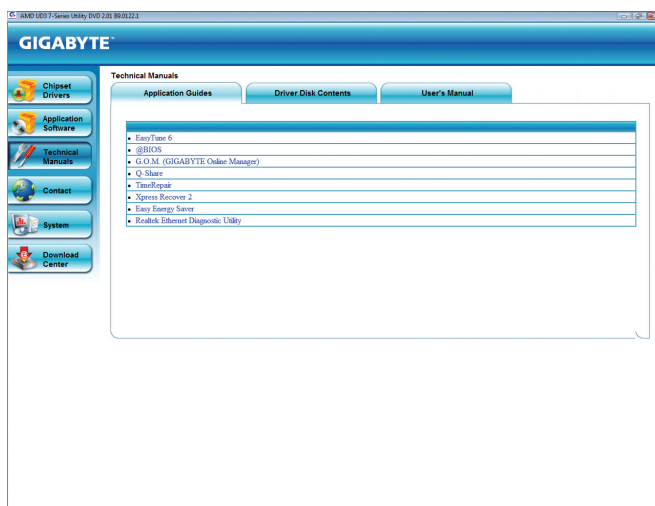 AMD UD3 7-Series Utility DVD 2.01 B9.0122.1
GIGABYTE™
Technical Manuals
Application Guides
Driver Disk Contents
User's Manual
Chipset
Drivers
Application
Software
Technical
Manuals
Contact
System
Download
Center
• EasyTune 6
• @BIOS
• G.O.M. (GIGABYTE Online Manager)
• Q-Share
• TimeRepair
• Xpress Recover 2
• Easy Energy Saver
• Realtek Ethernet Diagnostic Utility